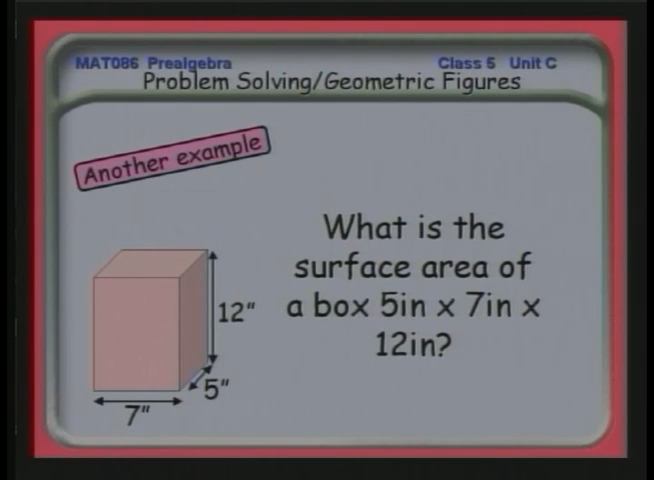 MAT086 Prealgebra
Class 5 Unit C
Problem Solving/Geometric Figures
Another example
What is the
surface area of
a box 5in x 7in x
12in?
12"
5"
7"